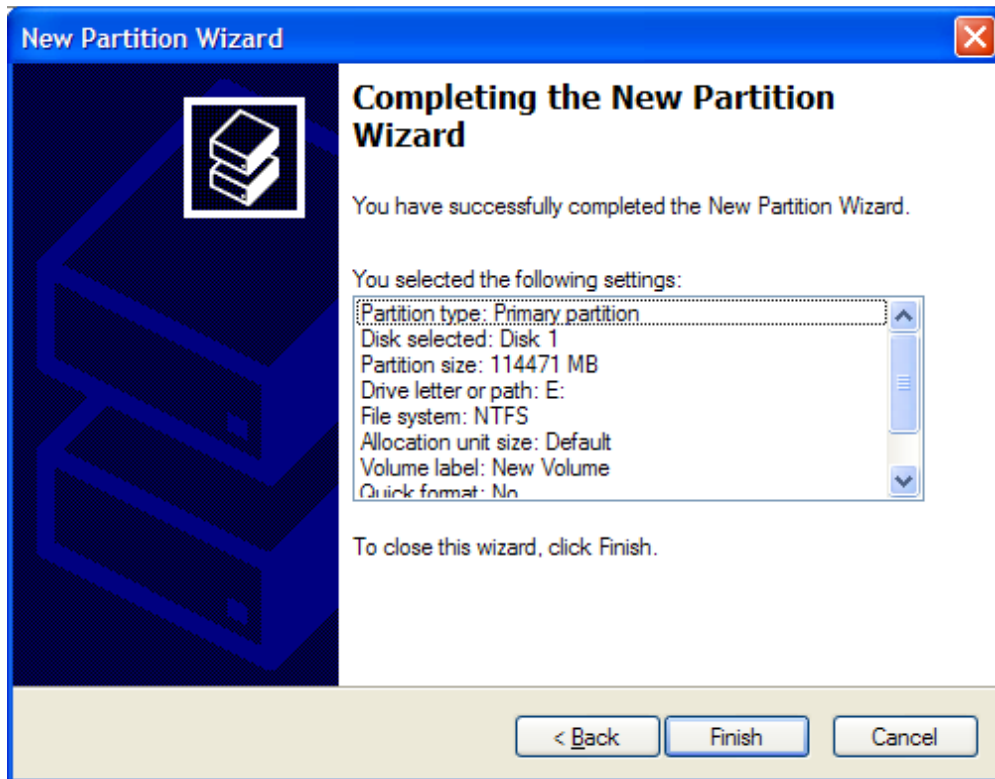 New Partition Wizard
Completing the New Partition
Wizard
You have successfully completed the New Partition Wizard.
You selected the following settings:
Partition type: Primary partition
Disk selected: Disk 1
Partition size: 114471 MB
Drive letter or path: E:
File system: NTFS
Allocation unit size: Default
Volume label: New Volume
Quick format: No
To close this wizard, click Finish.
< Back
Finish
Cancel